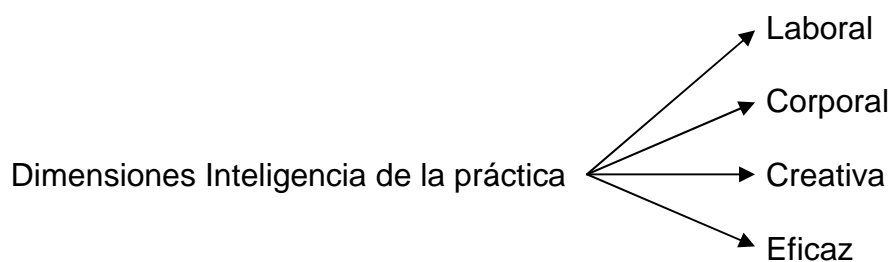 Laboral
Corporal
Dimensiones Inteligencia de la práctica
Creativa
Eficaz